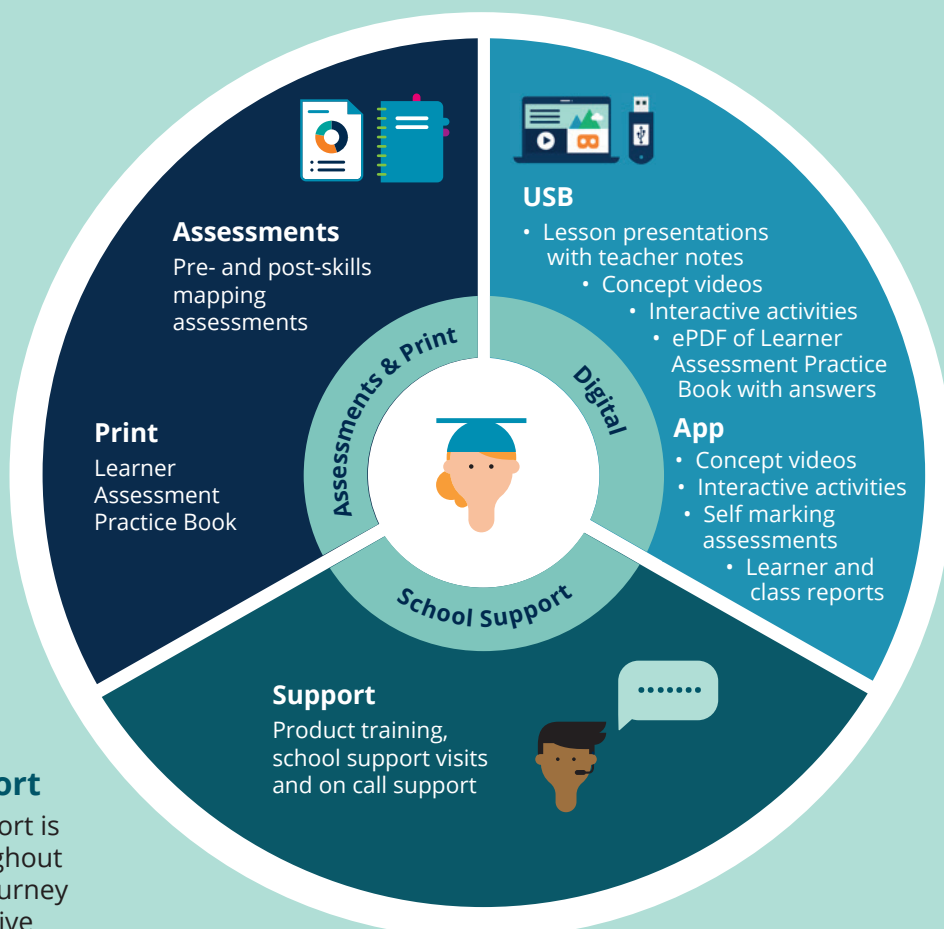 Assessments
Pre- and post-skills
mapping
assessments
Print
Learner
Assessment
Practice Book
Assessments & Print
USB
• Lesson presentations
with teacher notes
• Concept videos
• Interactive activities
• ePDF of Learner
Assessment Practice
Book with answers
App
• Concept videos
• Interactive activities
• Self marking
assessments
• Learner and
class reports
Digital
School Support
Support
Product training,
school support visits
and on call support
ort
ort is
ghout
urney
ive